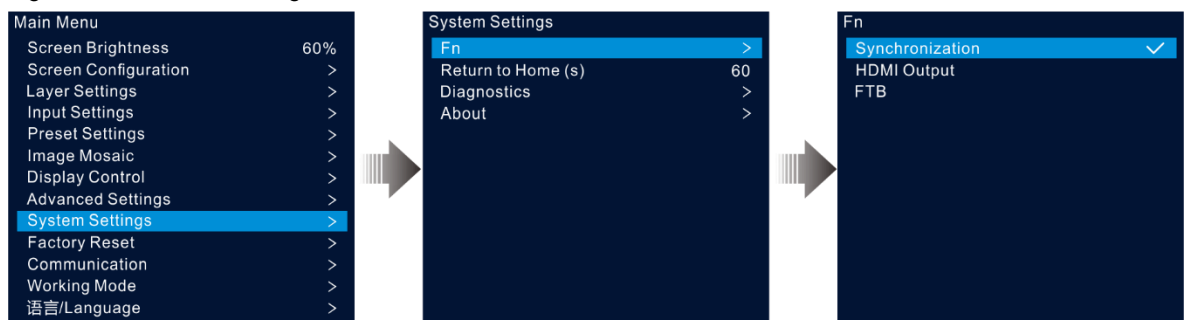 Main Menu
Screen Brightness 60%
Screen Configuration >
Layer Settings >
Input Settings >
Preset Settings >
Image Mosaic >
Display Control >
Advanced Settings >
System Settings >
Factory Reset >
Communication >
Working Mode >
语言/Language >
System Settings
Fn >
Return to Home (s) 60
Diagnostics >
About >
Fn
Synchronization ✓
HDMI Output
FTB